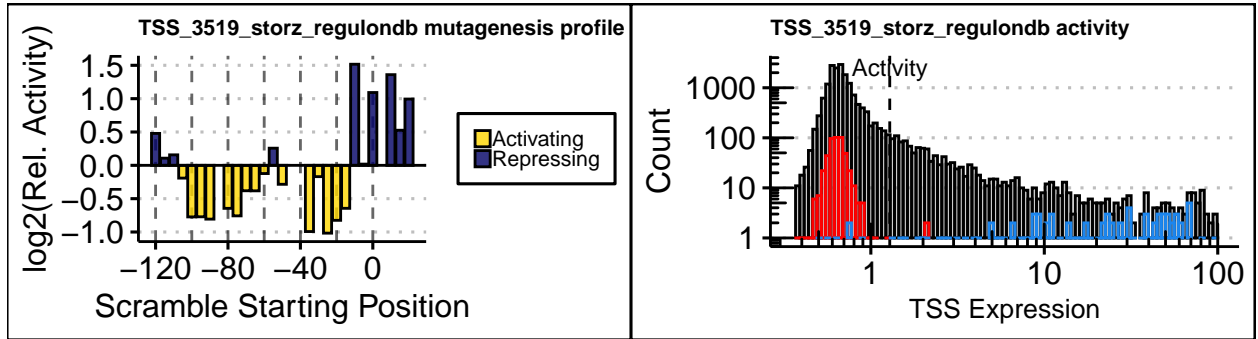 TSS_3519_storz_regulondb mutagenesis profile
log2(Rel. Activity)
1.5
1.0
0.5
0.0
−0.5
−1.0
−120
−80
−40
0
Scramble Starting Position
Activating
Repressing
TSS_3519_storz_regulondb activity
Activity
Count
1000
100
10
1
1
10
100
TSS Expression